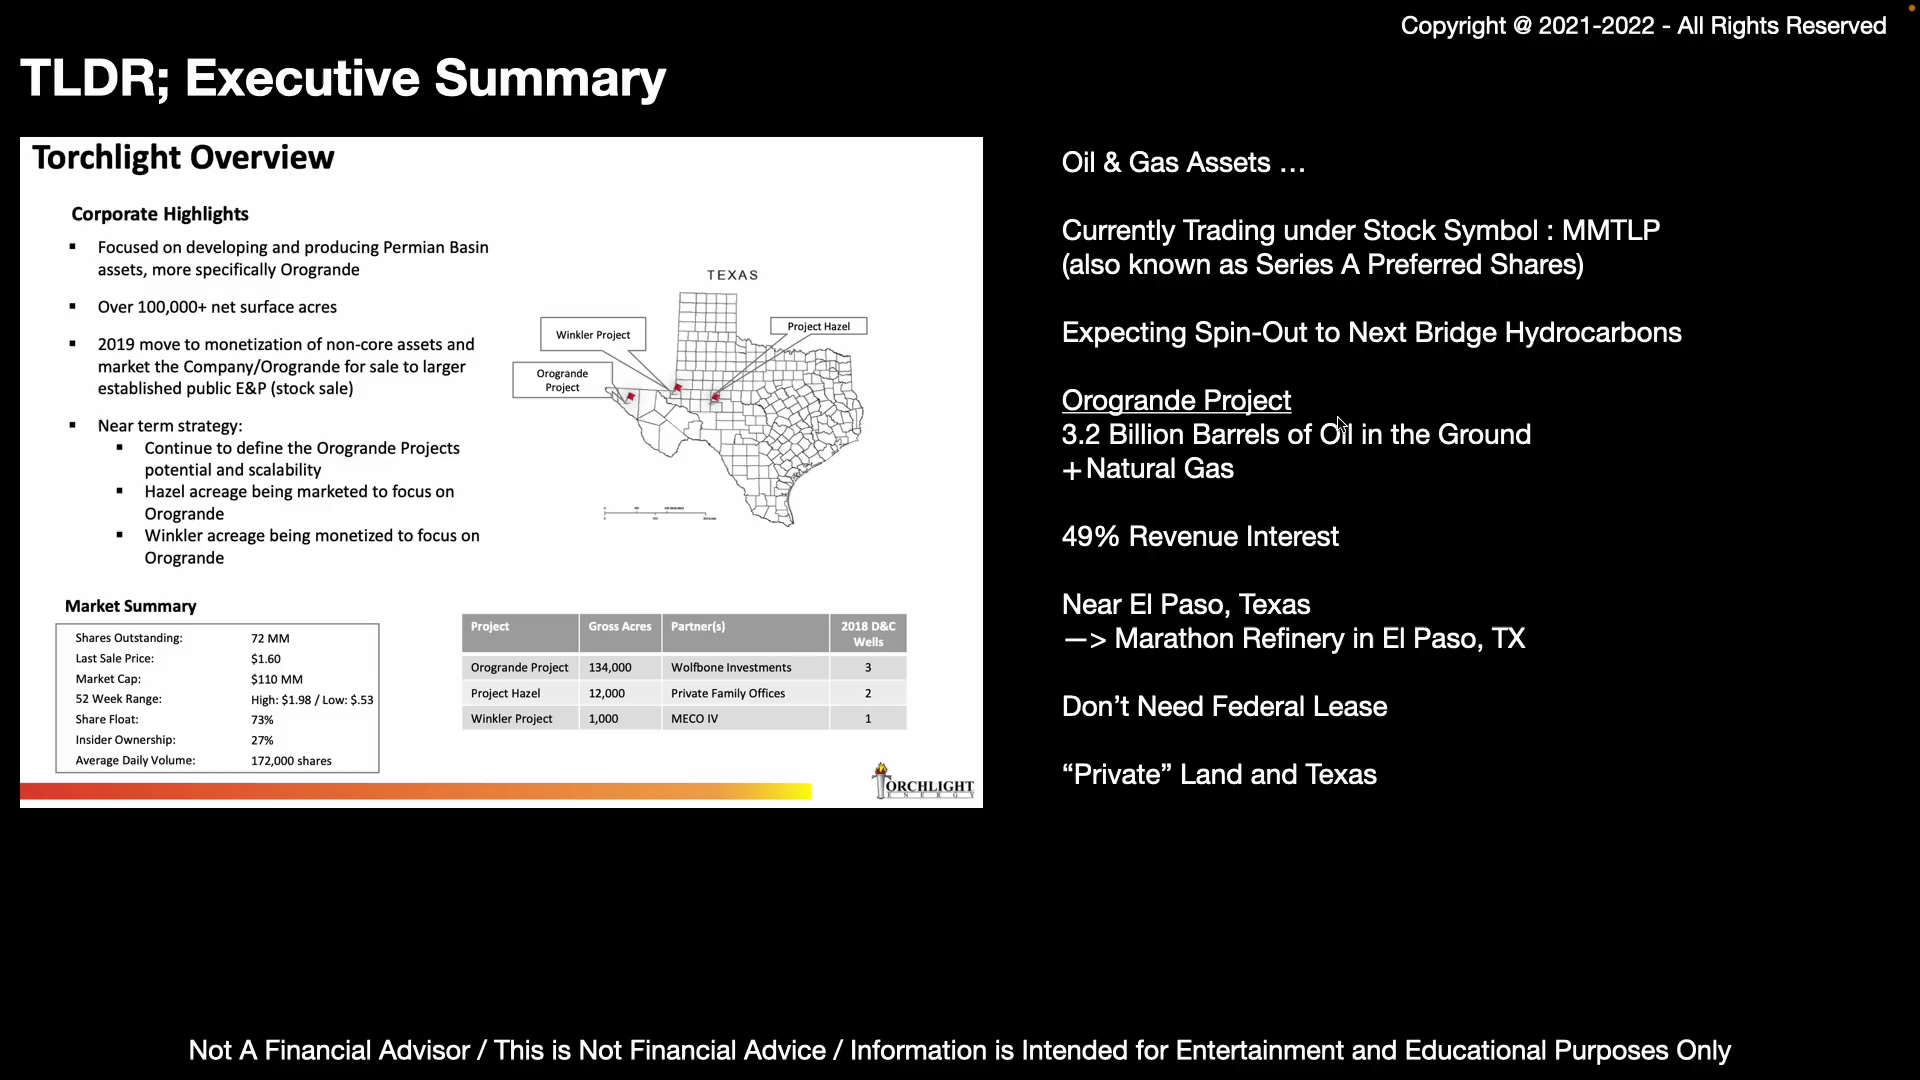 Copyright @ 2021-2022 - All Rights Reserved
TLDR; Executive Summary
Torchlight Overview
Corporate Highlights
▪ Focused on developing and producing Permian Basin
assets, more specifically Orogrande
▪ Over 100,000+ net surface acres
▪ 2019 move to monetization of non-core assets and
market the Company/Orogrande for sale to larger
established public E&P (stock sale)
▪ Near term strategy:
▪ Continue to define the Orogrande Projects
potential and scalability
▪ Hazel acreage being marketed to focus on
Orogrande
▪ Winkler acreage being monetized to focus on
Orogrande
TEXAS
Winkler Project
Project Hazel
Orogrande
Project
Market Summary
Shares Outstanding: 72 MM
Last Sale Price: $1.60
Market Cap: $110 MM
52 Week Range: High: $1.98 / Low: $.53
Share Float: 73%
Insider Ownership: 27%
Average Daily Volume: 172,000 shares
Project Gross Acres Partner(s) 2018 D&C
Wells
Orogrande Project 134,000 Wolfbone Investments 3
Project Hazel 12,000 Private Family Offices 2
Winkler Project 1,000 MECO IV 1
TORCHLIGHT
ENERGY
Oil & Gas Assets …
Currently Trading under Stock Symbol : MMTLP
(also known as Series A Preferred Shares)
Expecting Spin-Out to Next Bridge Hydrocarbons
Orogrande Project
3.2 Billion Barrels of Oil in the Ground
+ Natural Gas
49% Revenue Interest
Near El Paso, Texas
—> Marathon Refinery in El Paso, TX
Don’t Need Federal Lease
“Private” Land and Texas
Not A Financial Advisor / This is Not Financial Advice / Information is Intended for Entertainment and Educational Purposes Only